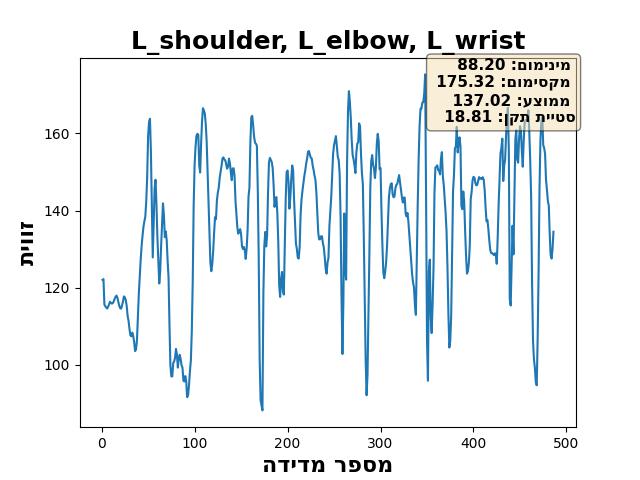 L_shoulder, L_elbow, L_wrist
מינימום: 88.20
מקסימום: 175.32
ממוצע: 137.02
סטיית תקן: 18.81
זווית
160
140
120
100
0 100 200 300 400 500
מספר מדידה